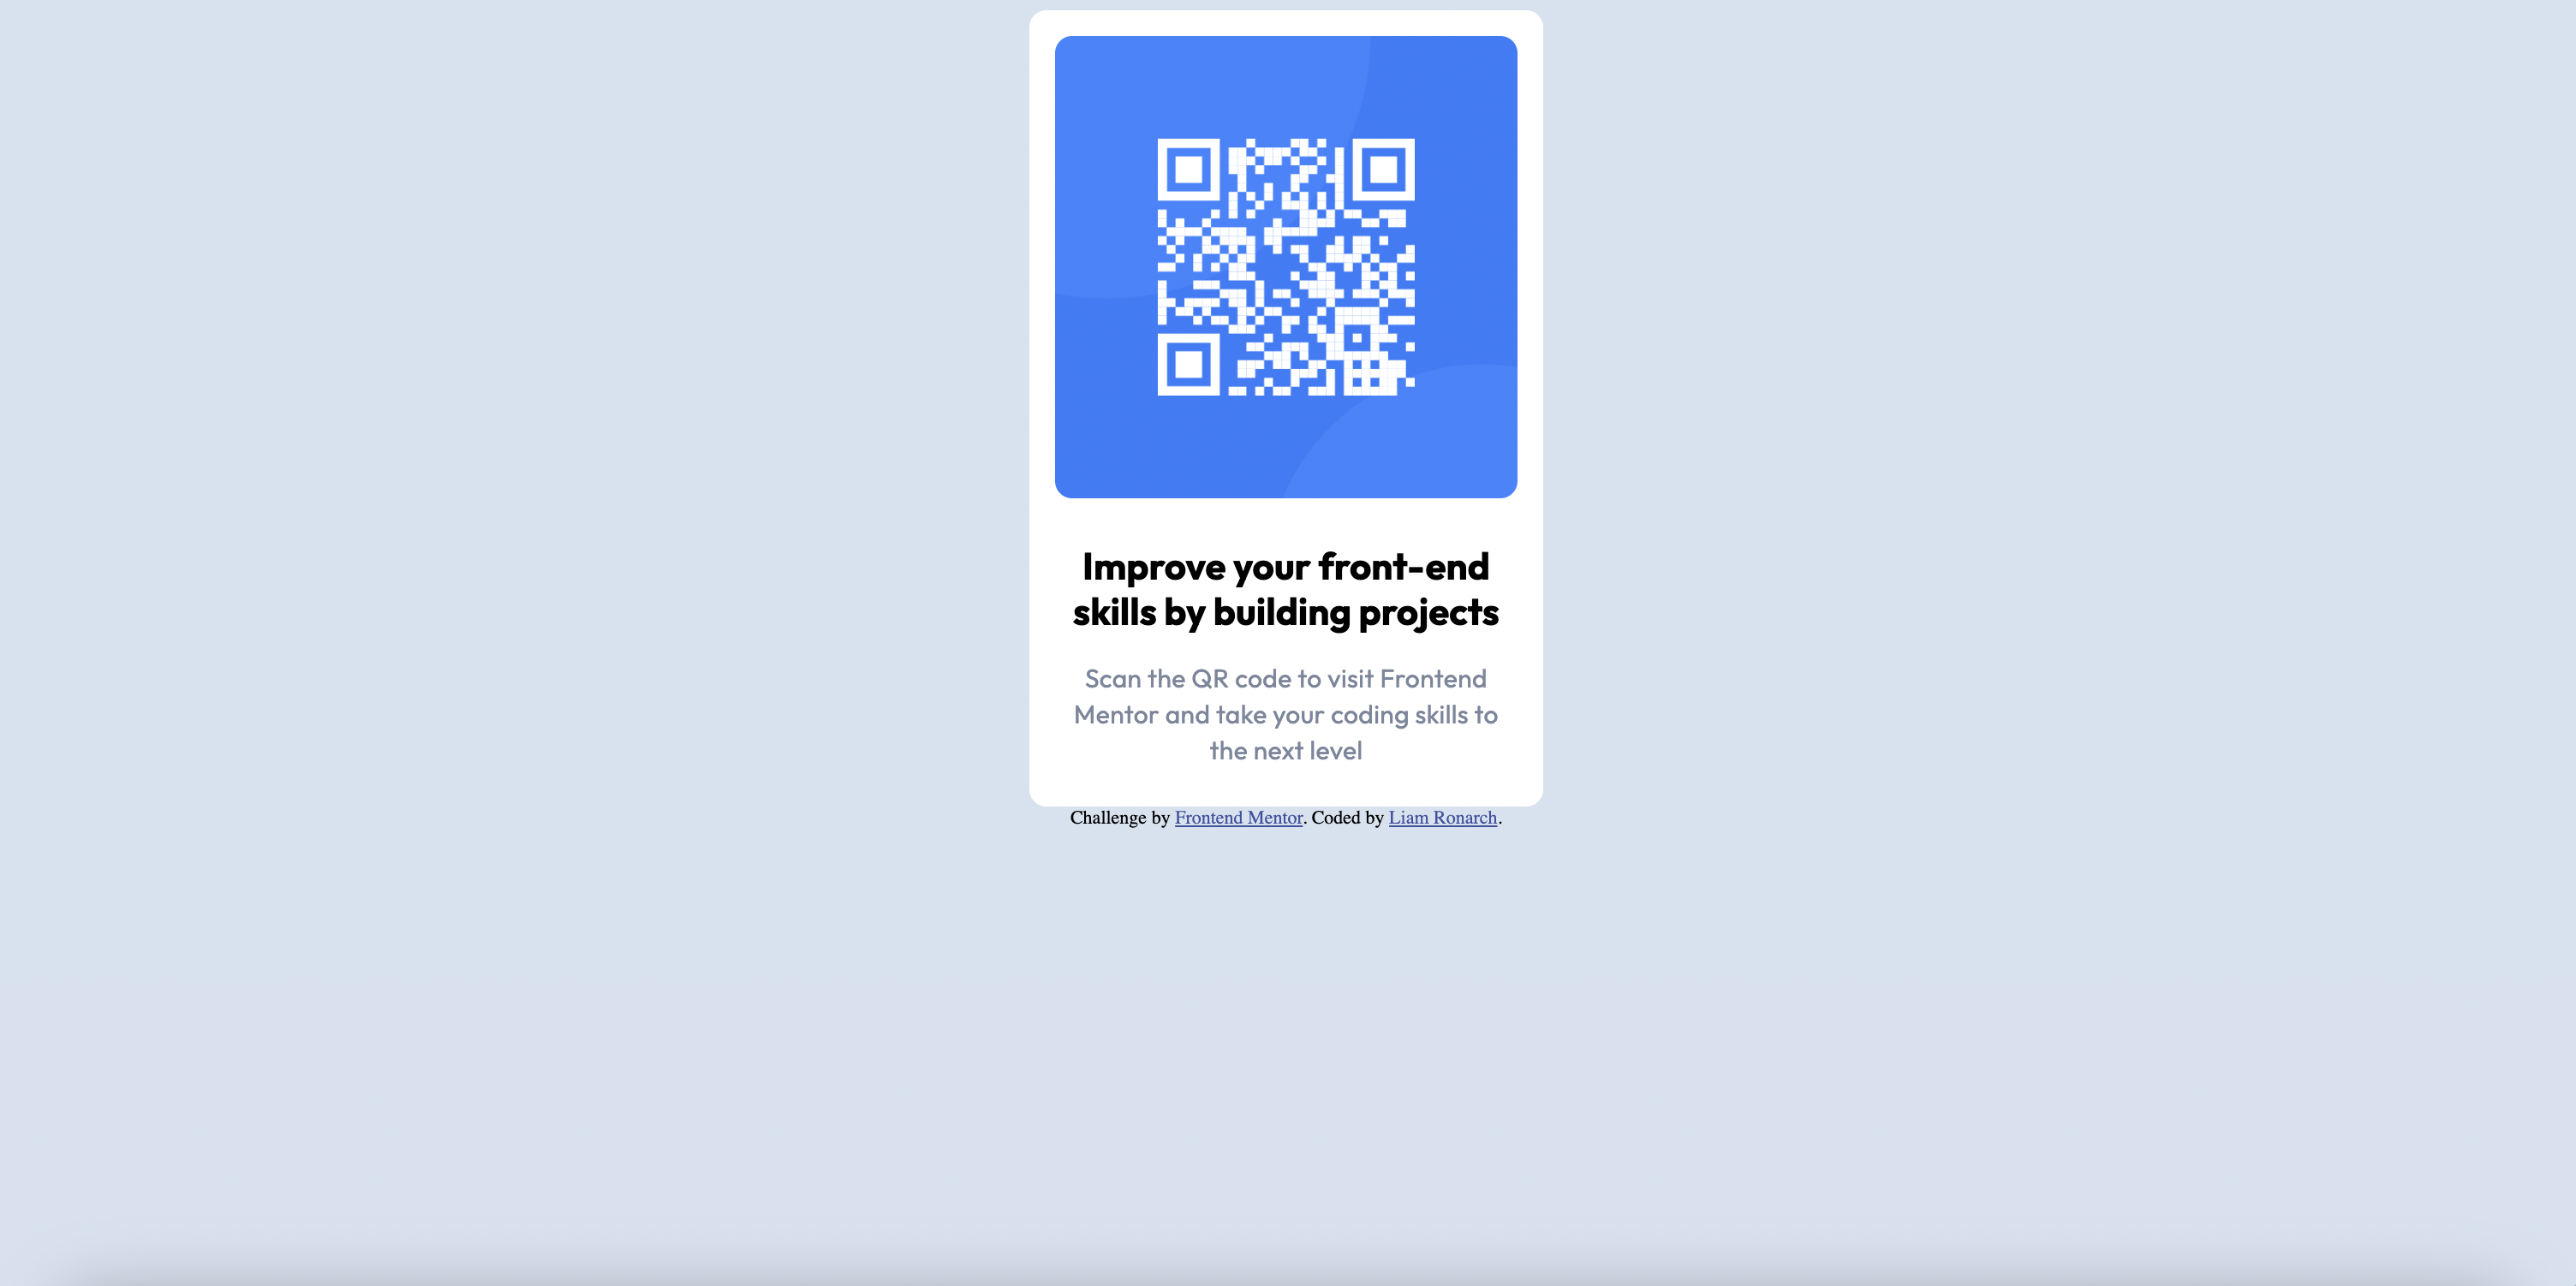 Improve your front-end
skills by building projects
Scan the QR code to visit Frontend
Mentor and take your coding skills to
the next level
Challenge by Frontend Mentor. Coded by Liam Ronarch.